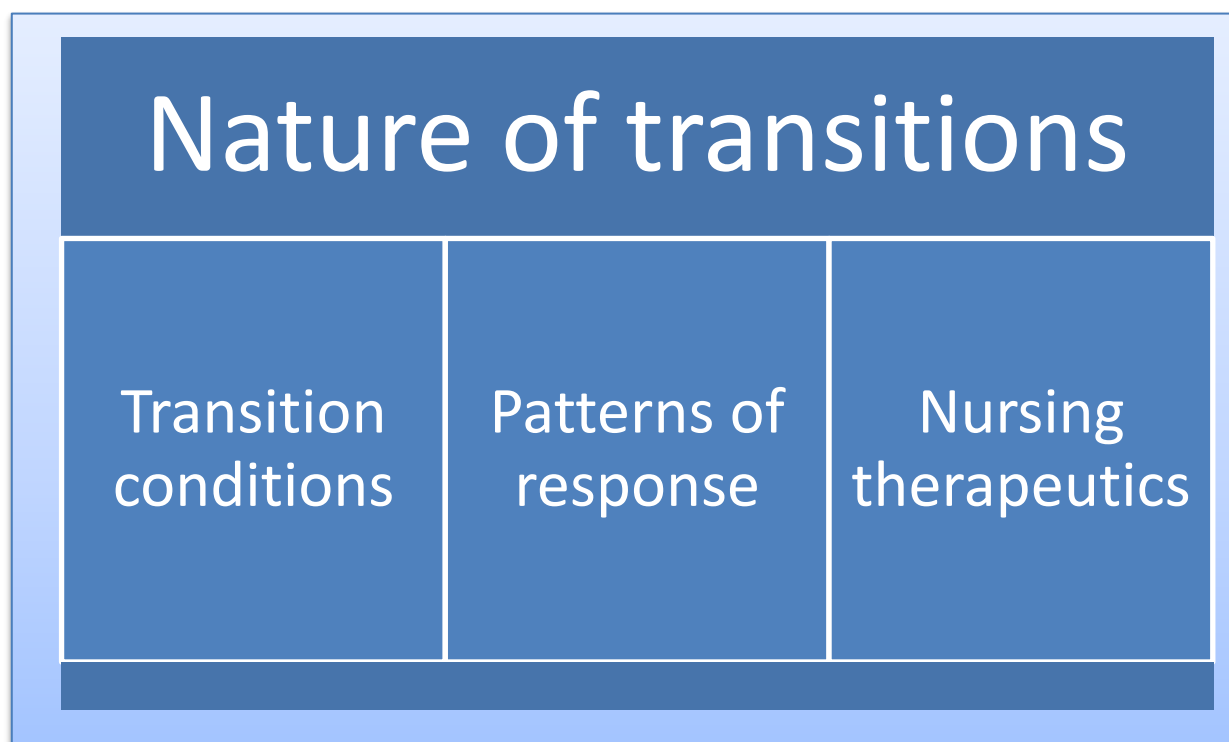 Nature of transitions
Transition
conditions
Patterns of
response
Nursing
therapeutics